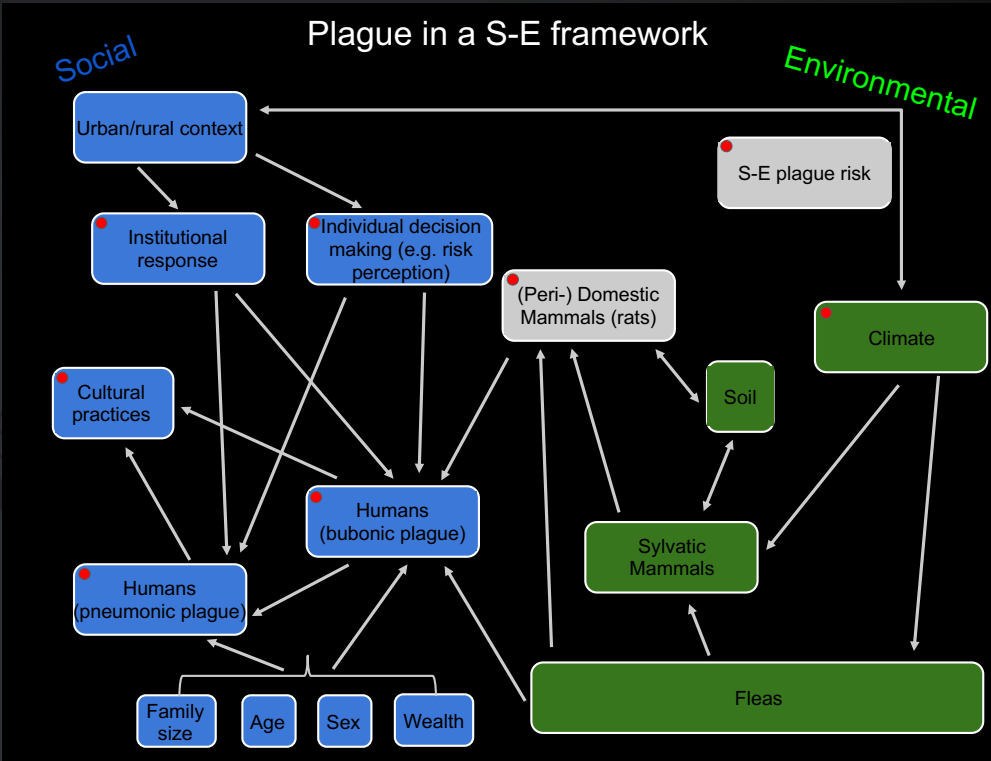 Plague in a S-E framework
Social
Environmental
Urban/rural context
S-E plague risk
Institutional
response
Individual decision
making (e.g. risk
perception)
(Peri-) Domestic
Mammals (rats)
Climate
Cultural
practices
Soil
Humans
(bubonic plague)
Sylvatic
Mammals
Humans
(pneumonic plague)
Fleas
Family
size
Age
Sex
Wealth